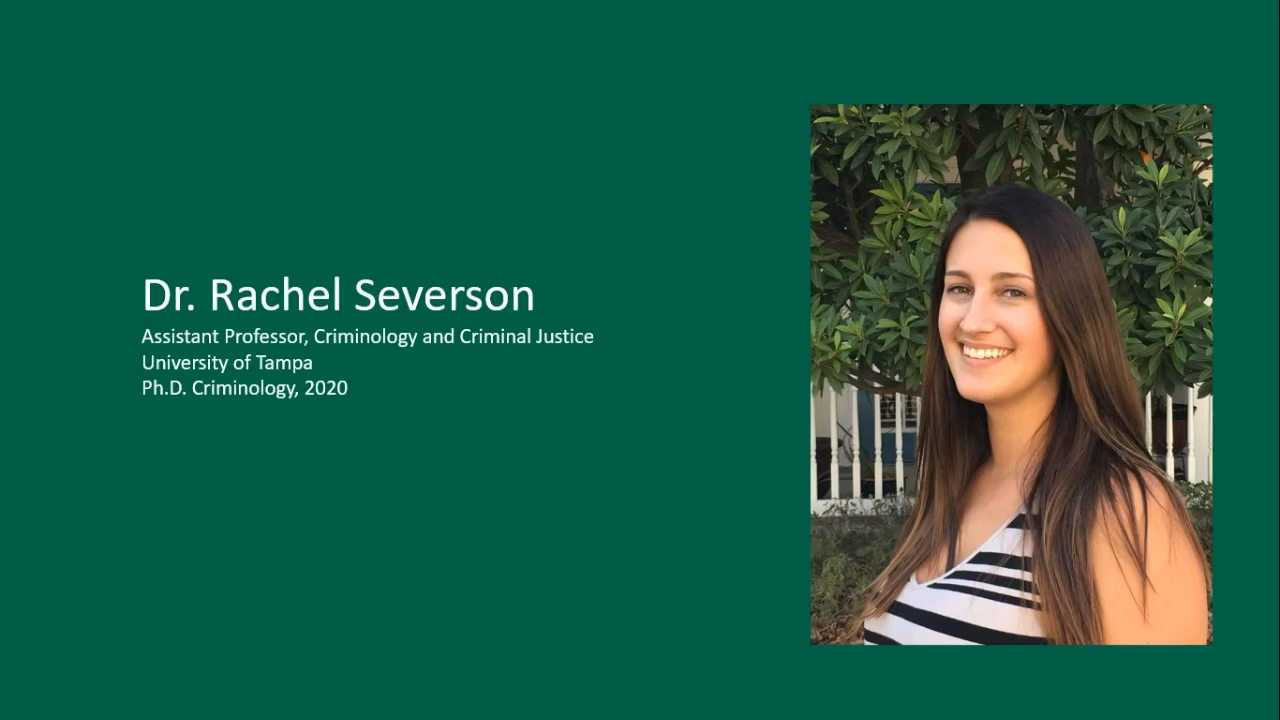 Dr. Rachel Severson
Assistant Professor, Criminology and Criminal Justice
University of Tampa
Ph.D. Criminology, 2020